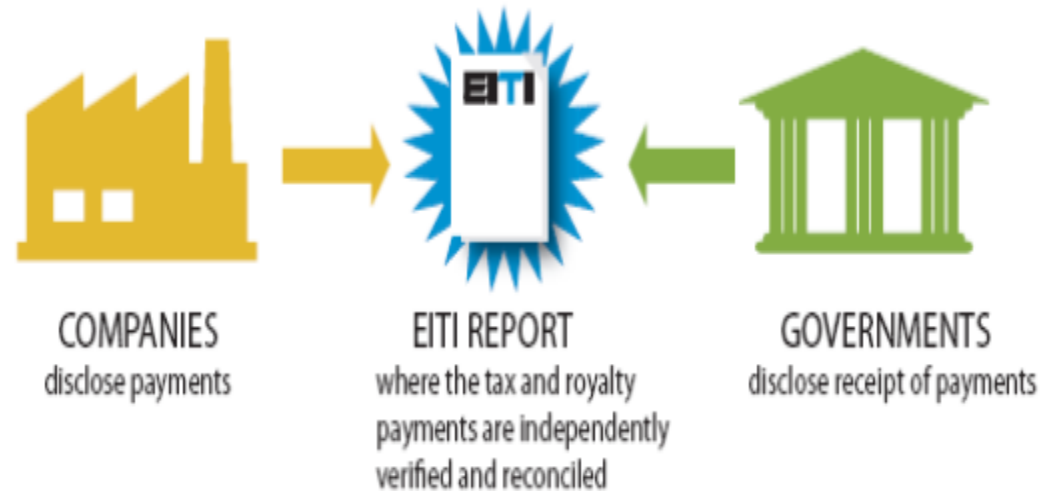 EITI
COMPANIES
disclose payments
EITI REPORT
where the tax and royalty
payments are independently
verified and reconciled
GOVERNMENTS
disclose receipt of payments